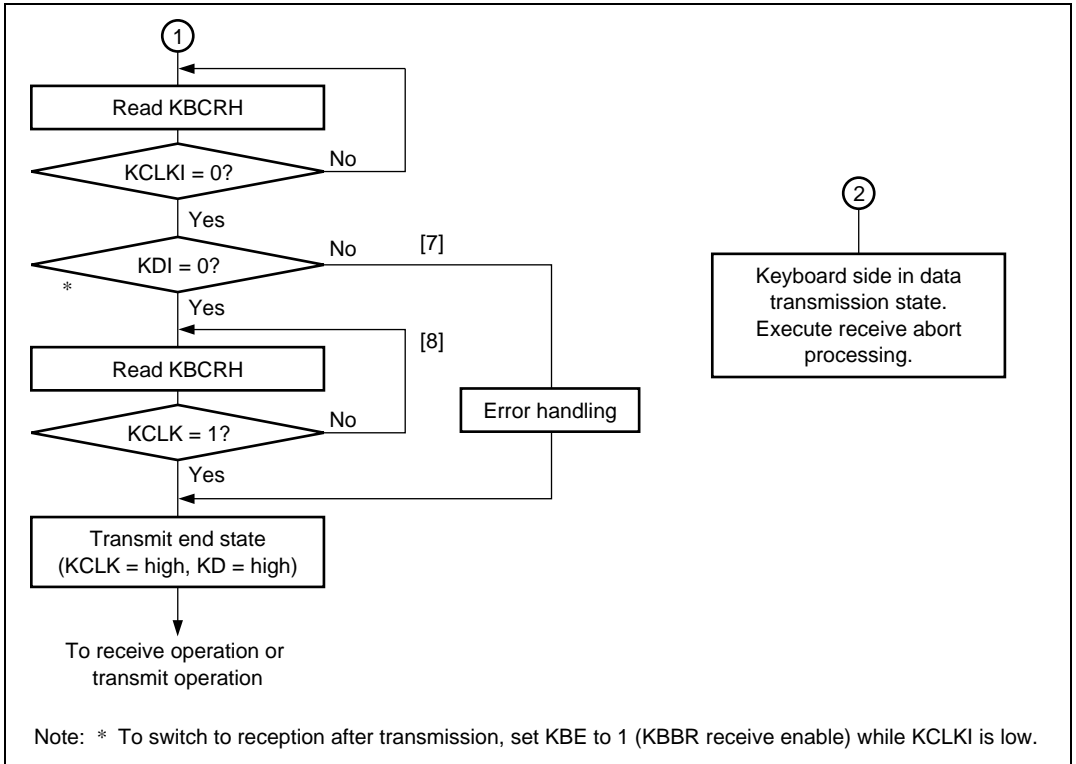 1
Read KBCRH
KCLKI = 0?
No
Yes
KDI = 0?
No
[7]
*
Yes
[8]
Read KBCRH
KCLK = 1?
No
Error handling
Yes
Transmit end state
(KCLK = high, KD = high)
To receive operation or
transmit operation
2
Keyboard side in data
transmission state.
Execute receive abort
processing.
Note: * To switch to reception after transmission, set KBE to 1 (KBBR receive enable) while KCLKI is low.